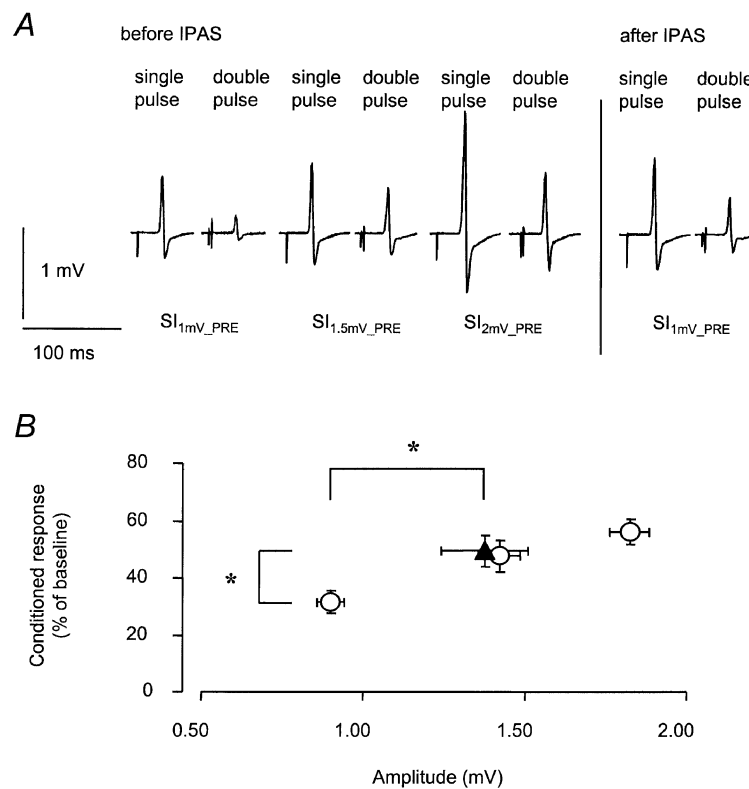 A
before IPAS
after IPAS
single pulse
double pulse
single pulse
double pulse
single pulse
double pulse
single pulse
double pulse
1 mV
100 ms
SI1mV_PRE
SI1.5mV_PRE
SI2mV_PRE
SI1mV_PRE
B
*
*
Conditioned response
(% of baseline)
80
60
40
20
0
0.50
1.00
1.50
2.00
Amplitude (mV)